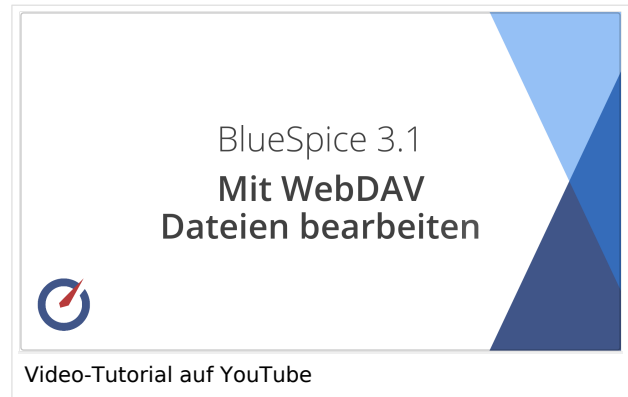 BlueSpice 3.1
Mit WebDAV
Dateien bearbeiten
Video-Tutorial auf YouTube